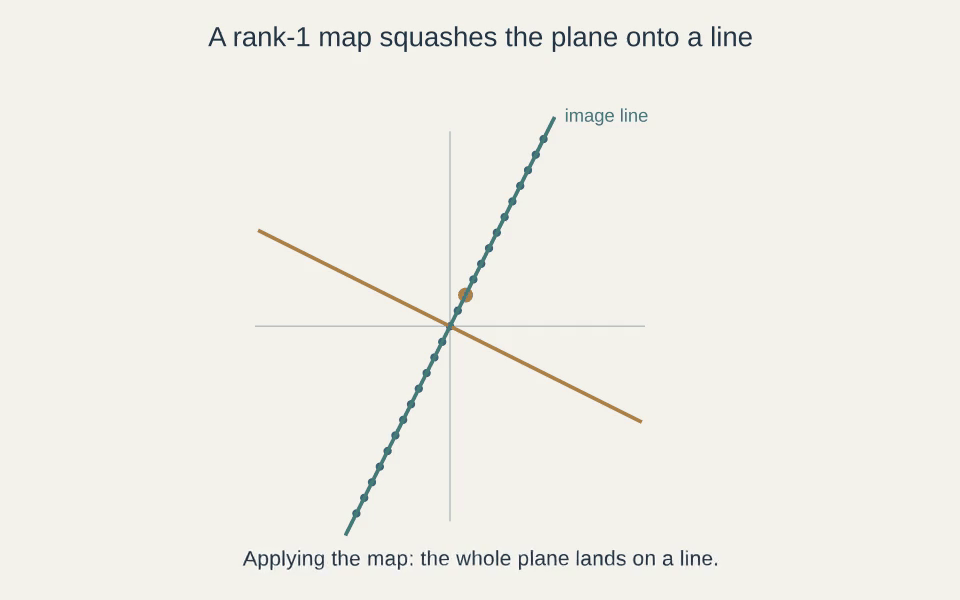 A rank-1 map squashes the plane onto a line
image line
Applying the map: the whole plane lands on a line.